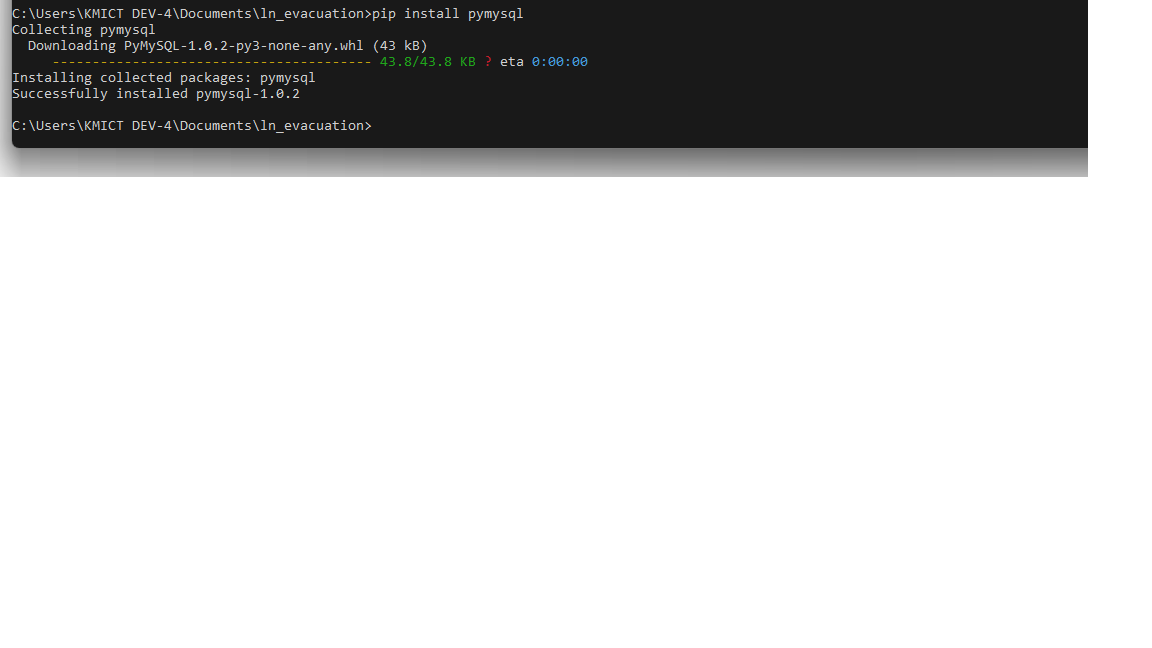 C:\Users\KMICT DEV-4\Documents\ln_evacuation>pip install pymysql
Collecting pymysql
  Downloading PyMySQL-1.0.2-py3-none-any.whl (43 kB)
     ---------------------------------------- 43.8/43.8 KB ? eta 0:00:00
Installing collected packages: pymysql
Successfully installed pymysql-1.0.2
C:\Users\KMICT DEV-4\Documents\ln_evacuation>